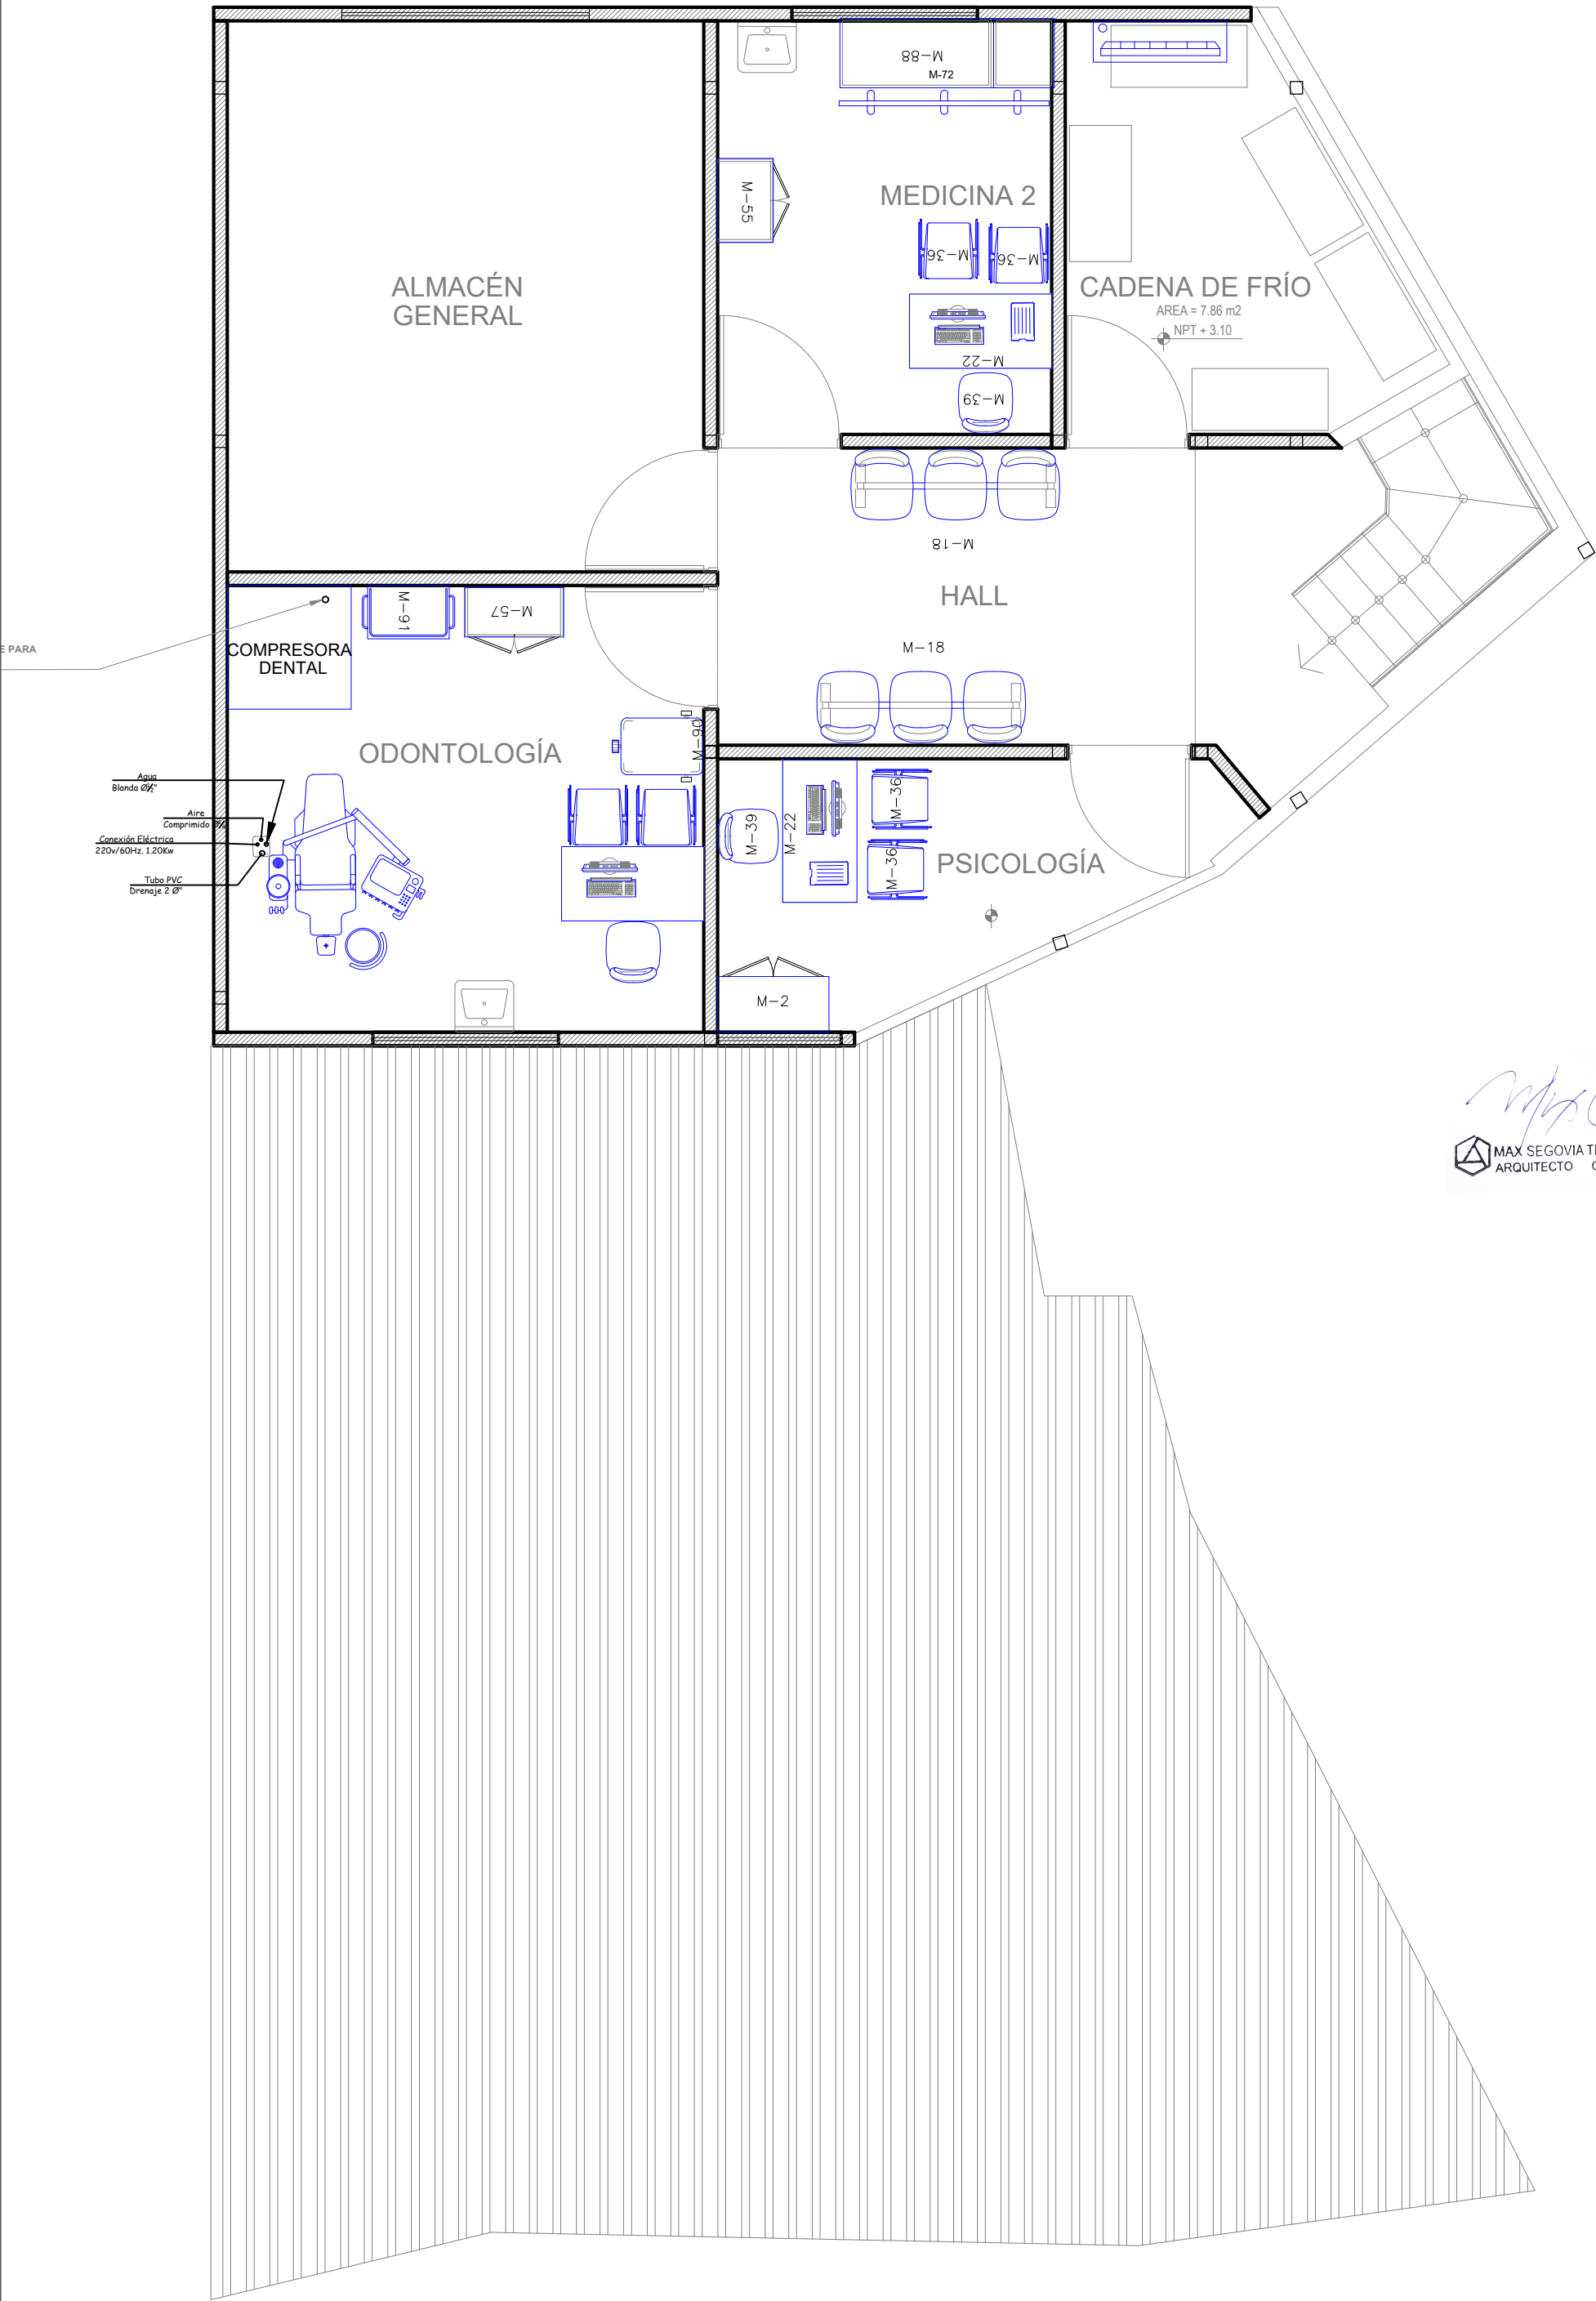 M-88
M-72
M-55
MEDICINA 2
M-36
M-36
ALMACÉN
GENERAL
CADENA DE FRÍO
AREA = 7.86 m2
NPT + 3.10
M-22
M-39
M-18
HALL
M-18
M-91
M-57
E PARA
COMPRESORA
DENTAL
M-90
ODONTOLOGÍA
Agua
Blanda Ø½"
Aire
Comprimido
Conexión Eléctrica
220v/60Hz. 1.20Kw
Tubo PVC
Drenaje 2 Ø"
M-39
M-22
M-36
M-36
PSICOLOGÍA
M-2
MAX SEGOVIA
ARQUITECTO